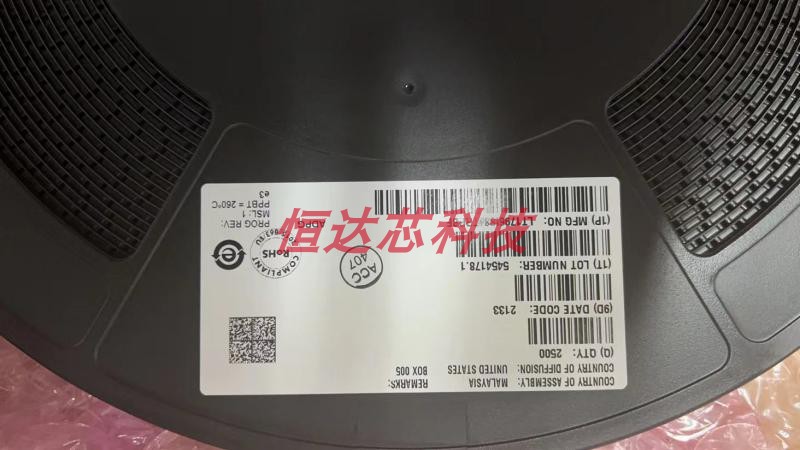 (1P) MFG NO: LT1795
(1T) LOT NUMBER: 5454178.1
(9D) DATE CODE: 2133
(Q) QTY: 2500
COUNTRY OF DIFFUSION: UNITED STATES
COUNTRY OF ASSEMBLY: MALAYSIA
REMARKS:
BOX 005
ADPG
PROG REV:
MSL: 1
PPBT = 260°C
e3
ACC
407
RoHS
COMPLIANT
e
恒达芯科技